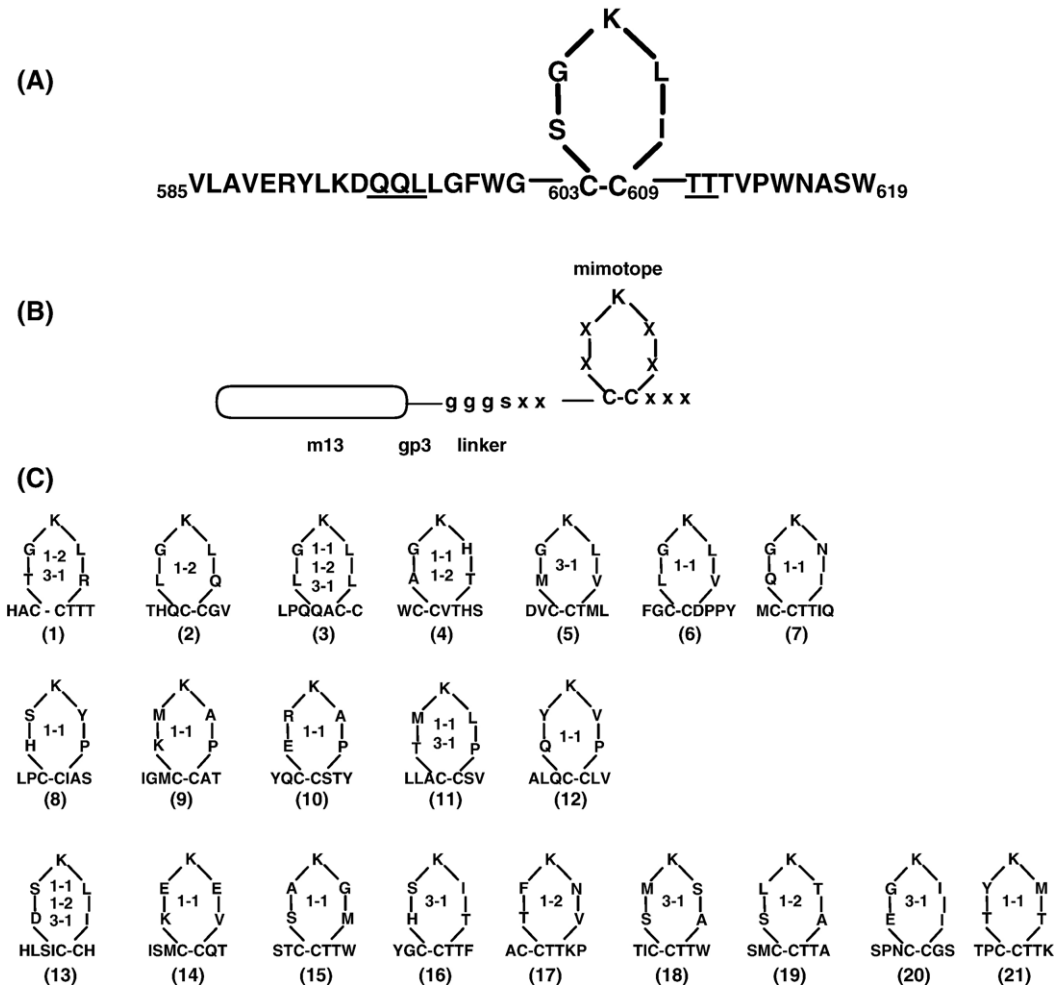 (A)
K
G L
S I
585VLAVERYLKDQQLLGFWG 603C-C609 TTTVPWNASW619
(B)
mimotope
K
X X
X X
g g g s x x C-C x x x
m13 gp3 linker
(C)
K K K K K K K
G 1-2 L G L G 1-1 L G 1-1 H G L G L G N
T 3-1 R L 1-2 Q L 1-2 3-1 L A 1-2 T M 3-1 V L 1-1 V Q 1-1 I
HAC-CTTT THQC-CGV LPQQAC-C WC-CVTHS DVC-CTML FGC-CDPPY MC-CTTIQ
(1) (2) (3) (4) (5) (6) (7)
K K K K K
S Y M A R A M 1-1 L Y V
H 1-1 P K 1-1 P E 1-1 P T 3-1 P Q 1-1 P
LPC-CIAS IGMC-CAT YQC-CSTY LLAC-CSV ALQC-CLV
(8) (9) (10) (11) (12)
K K K K K K K K K
S 1-1 L E E A G S I F N M S L T G I Y M
D 1-2 3-1 I K 1-1 V S 1-1 M H 3-1 T T 1-2 V S 3-1 A S 1-2 A E 3-1 I T 1-1 T
HLSIC-CH ISMC-CQT STC-CTTW YGC-CTTF AC-CTTKP TIC-CTTW SMC-CTTA SPNC-CGS TPC-CTTK
(13) (14) (15) (16) (17) (18) (19) (20) (21)